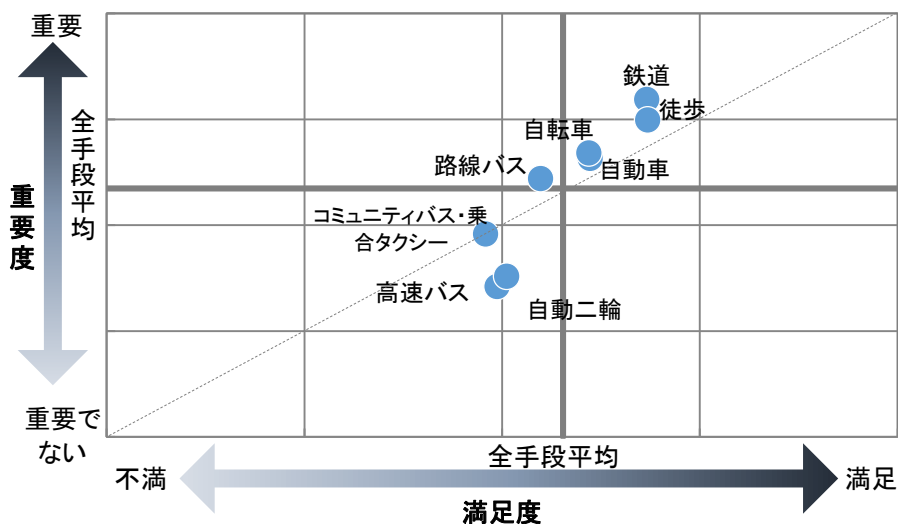 重要
全手段平均
重要度
重要で
ない
鉄道
徒歩
自転車
自動車
路線バス
コミュニティバス・乗
合タクシー
高速バス
自動二輪
全手段平均
不満
満足
満足度